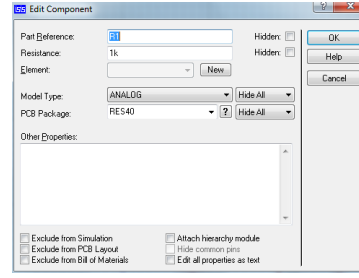 ISIS Edit Component
Part Reference: R1 Hidden: OK
Resistance: 1k Hidden: Help
Element: New Cancel
Model Type: ANALOG Hide All
PCB Package: RES40 ? Hide All
Other Properties:
Exclude from Simulation Attach hierarchy module
Exclude from PCB Layout Hide common pins
Exclude from Bill of Materials Edit all properties as text